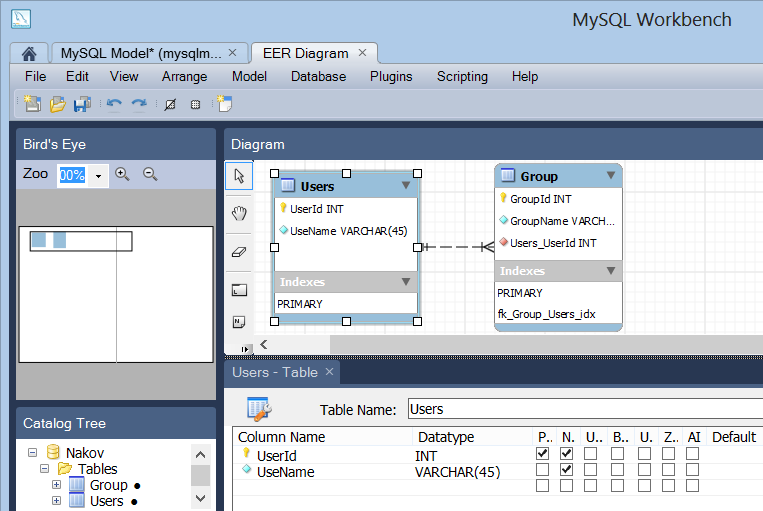 MySQL Workbench
MySQL Model* (mysqlm... × EER Diagram ×
File Edit View Arrange Model Database Plugins Scripting Help
Bird's Eye
Zoo 00%
Diagram
Users
UserId INT
UseName VARCHAR(45)
Indexes
PRIMARY
Group
GroupId INT
GroupName VARCH...
Users_UserId INT
Indexes
PRIMARY
fk_Group_Users_idx
Catalog Tree
Nakov
Tables
Group
Users
Users - Table ×
Table Name: Users
Column Name Datatype P.. N. U.. B.. U. Z.. AI Default
UserId INT
UseName VARCHAR(45)